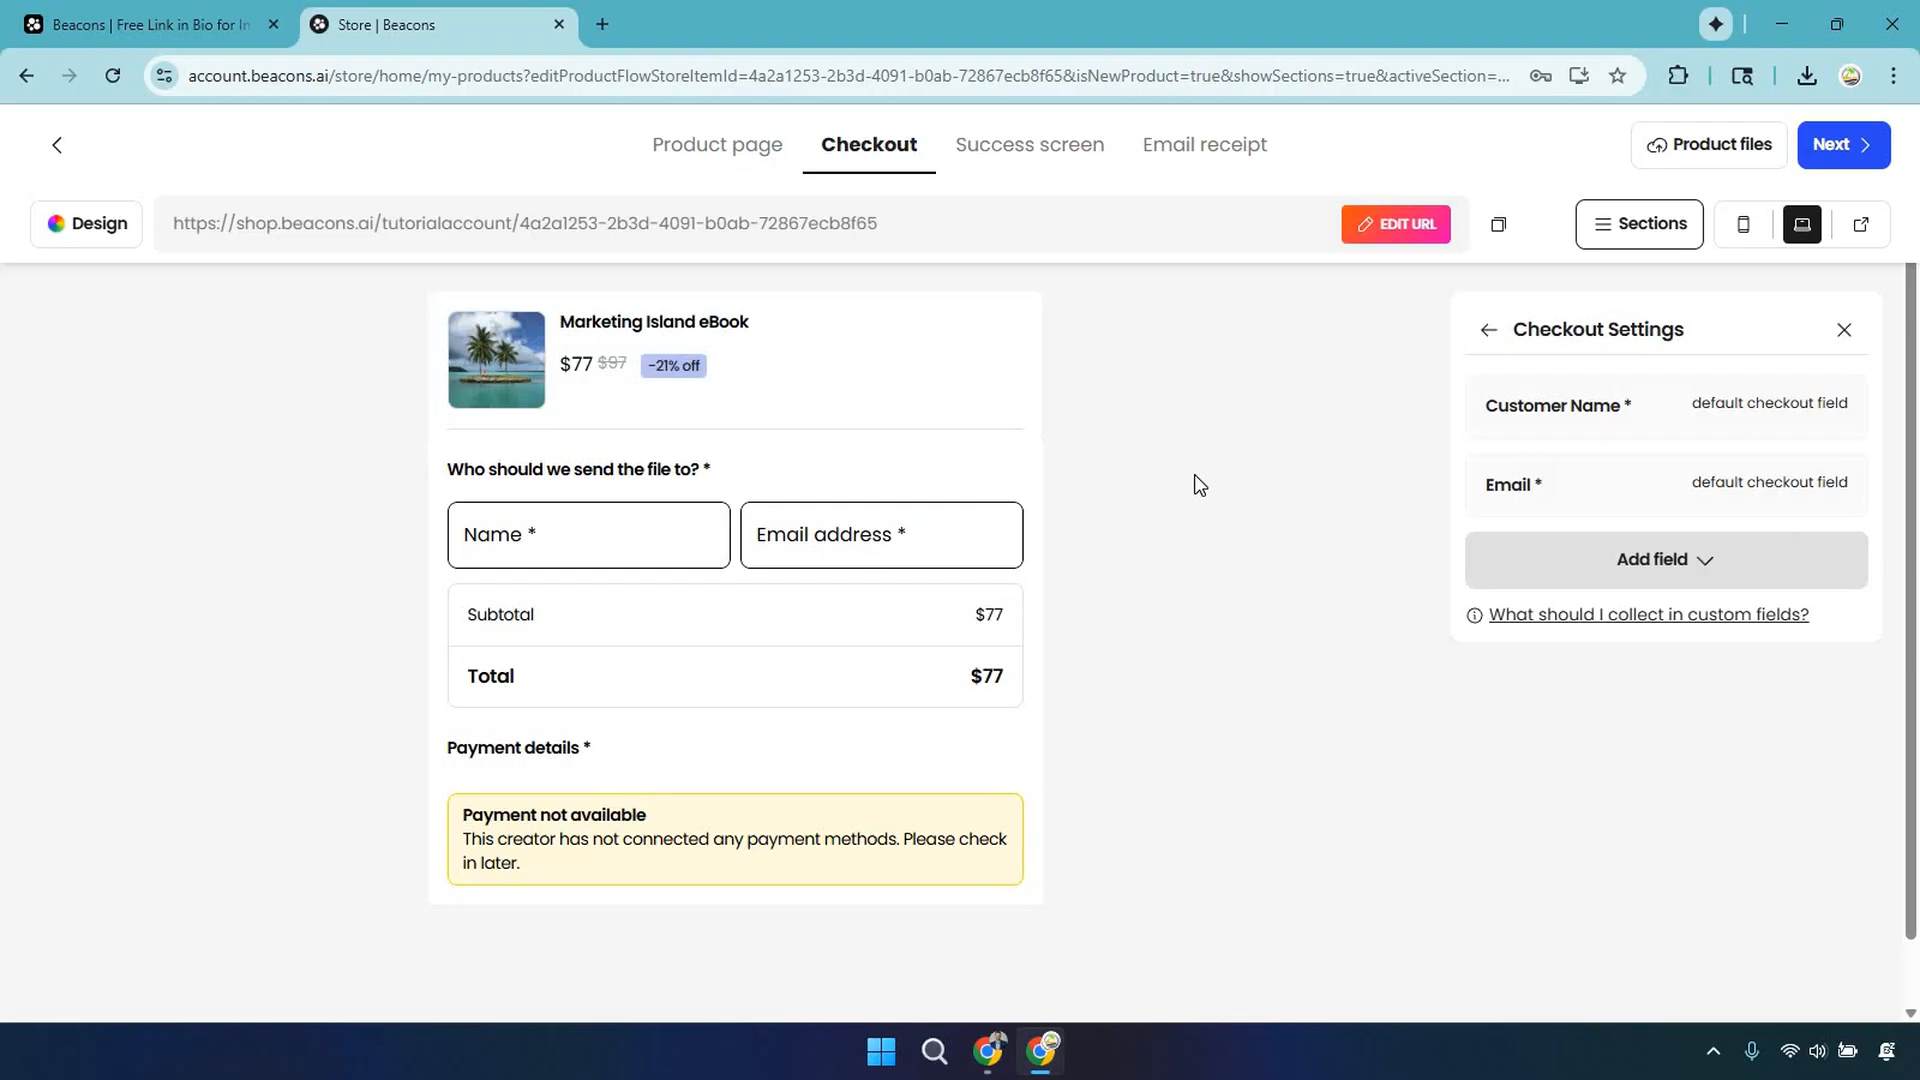 Beacons | Free Link in Bio for In
Store | Beacons
account.beacons.ai/store/home/my-products?editProductFlowStoreItemId=4a2a1253-2b3d-4091-b0ab-72867ecb8f65&isNewProduct=true&showSections=true&activeSection=...
Product page
Checkout
Success screen
Email receipt
Product files
Next
Design
https://shop.beacons.ai/tutorialaccount/4a2a1253-2b3d-4091-b0ab-72867ecb8f65
EDIT URL
Sections
Marketing Island eBook
$77 $97 -21% off
Who should we send the file to? *
Name *
Email address *
Subtotal $77
Total $77
Payment details *
Payment not available
This creator has not connected any payment methods. Please check
in later.
Checkout Settings
Customer Name * default checkout field
Email * default checkout field
Add field
What should I collect in custom fields?